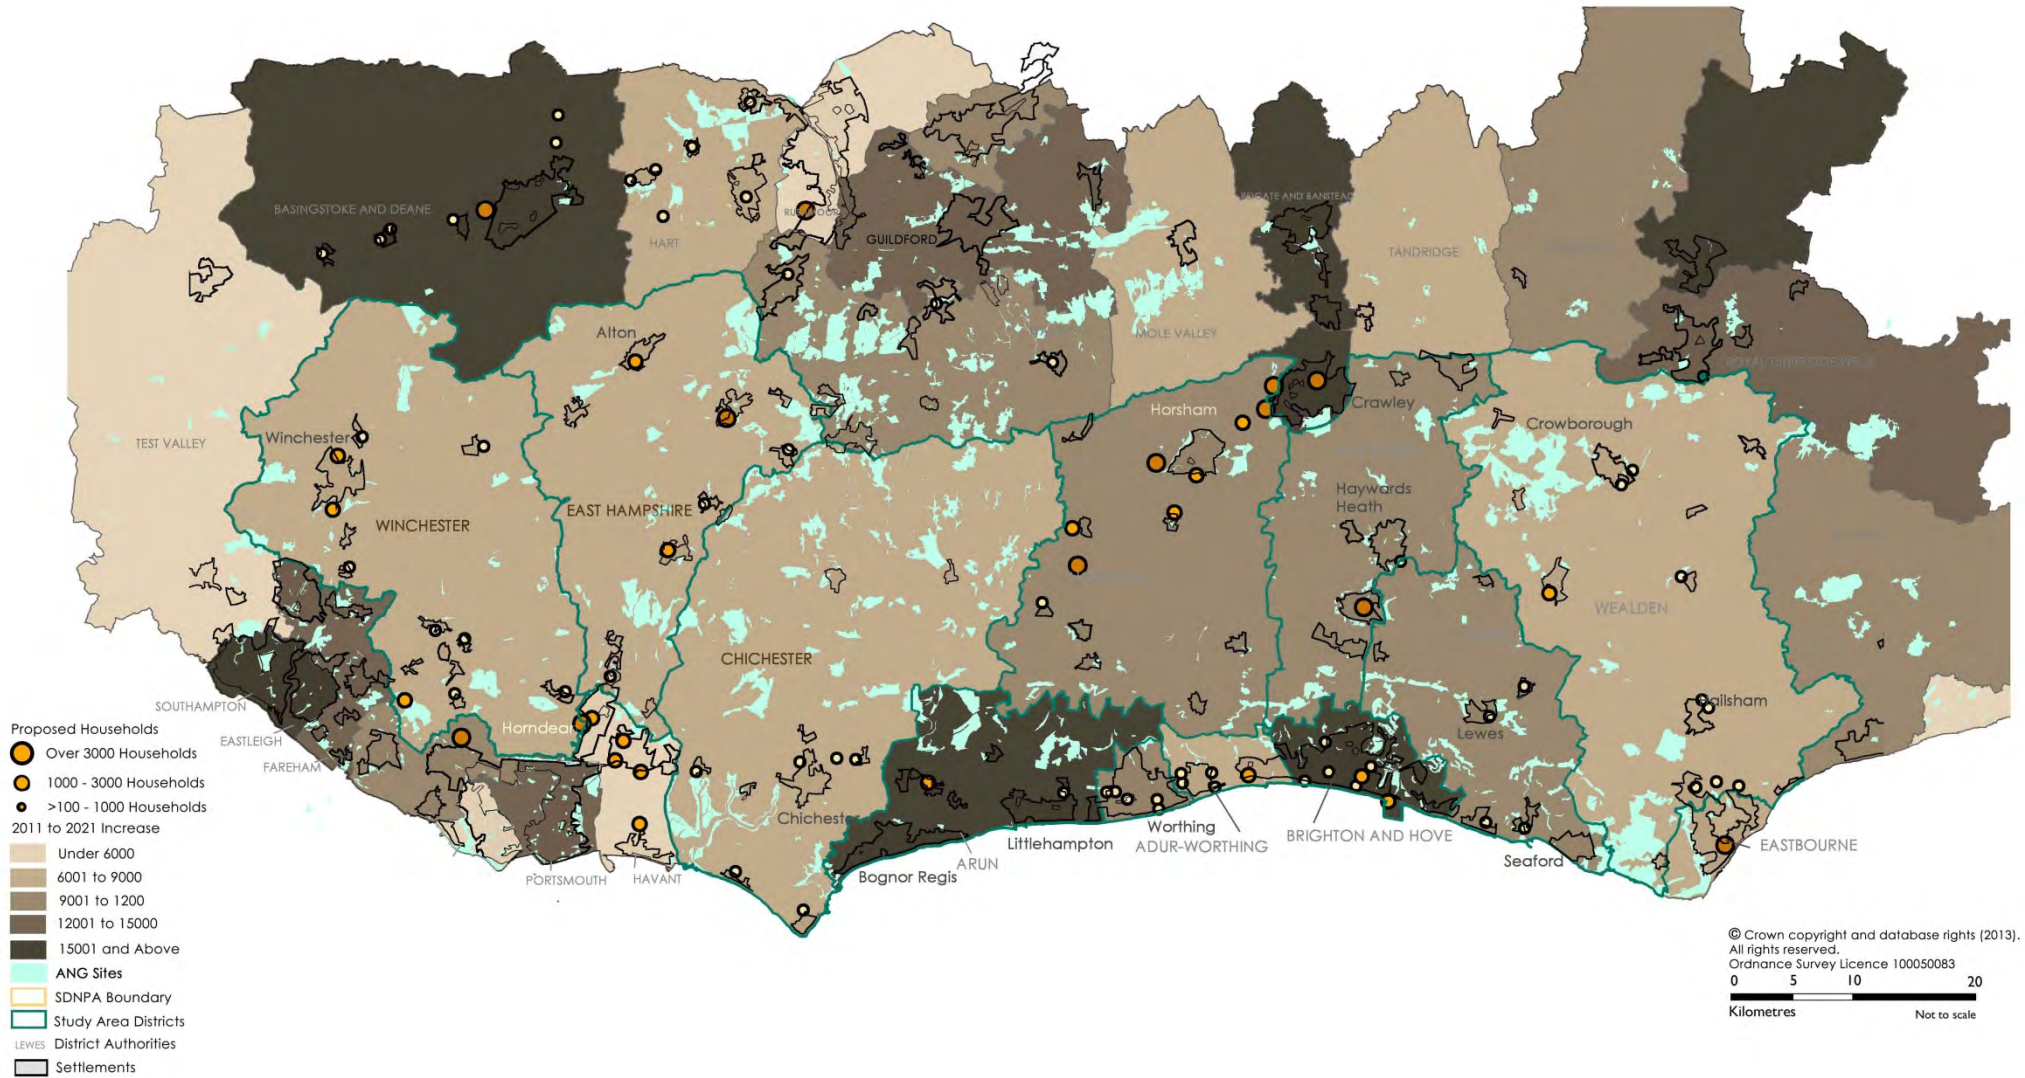 REIGATE AND BANSTEAD
BASINGSTOKE AND DEANE
GUILDFORD
HART
TANDRIDGE
MOLE VALLEY
Alton
Horsham
Crawley
Crowborough
TEST VALLEY
Winchester
Haywards
Heath
EAST HAMPSHIRE
WINCHESTER
WEALDEN
CHICHESTER
Hailsham
SOUTHAMPTON
Horndean
Lewes
EASTLEIGH
FAREHAM
Chichester
Worthing
BRIGHTON AND HOVE
Littlehampton
ADUR-WORTHING
EASTBOURNE
Seaford
ARUN
Bognor Regis
PORTSMOUTH
HAVANT
Proposed Households
Over 3000 Households
1000 - 3000 Households
>100 - 1000 Households
2011 to 2021 Increase
Under 6000
6001 to 9000
9001 to 1200
12001 to 15000
15001 and Above
ANG Sites
SDNPA Boundary
Study Area Districts
LEWES District Authorities
Settlements
© Crown copyright and database rights (2013).
All rights reserved.
Ordnance Survey Licence 100050083
0 5 10 20
Kilometres
Not to scale